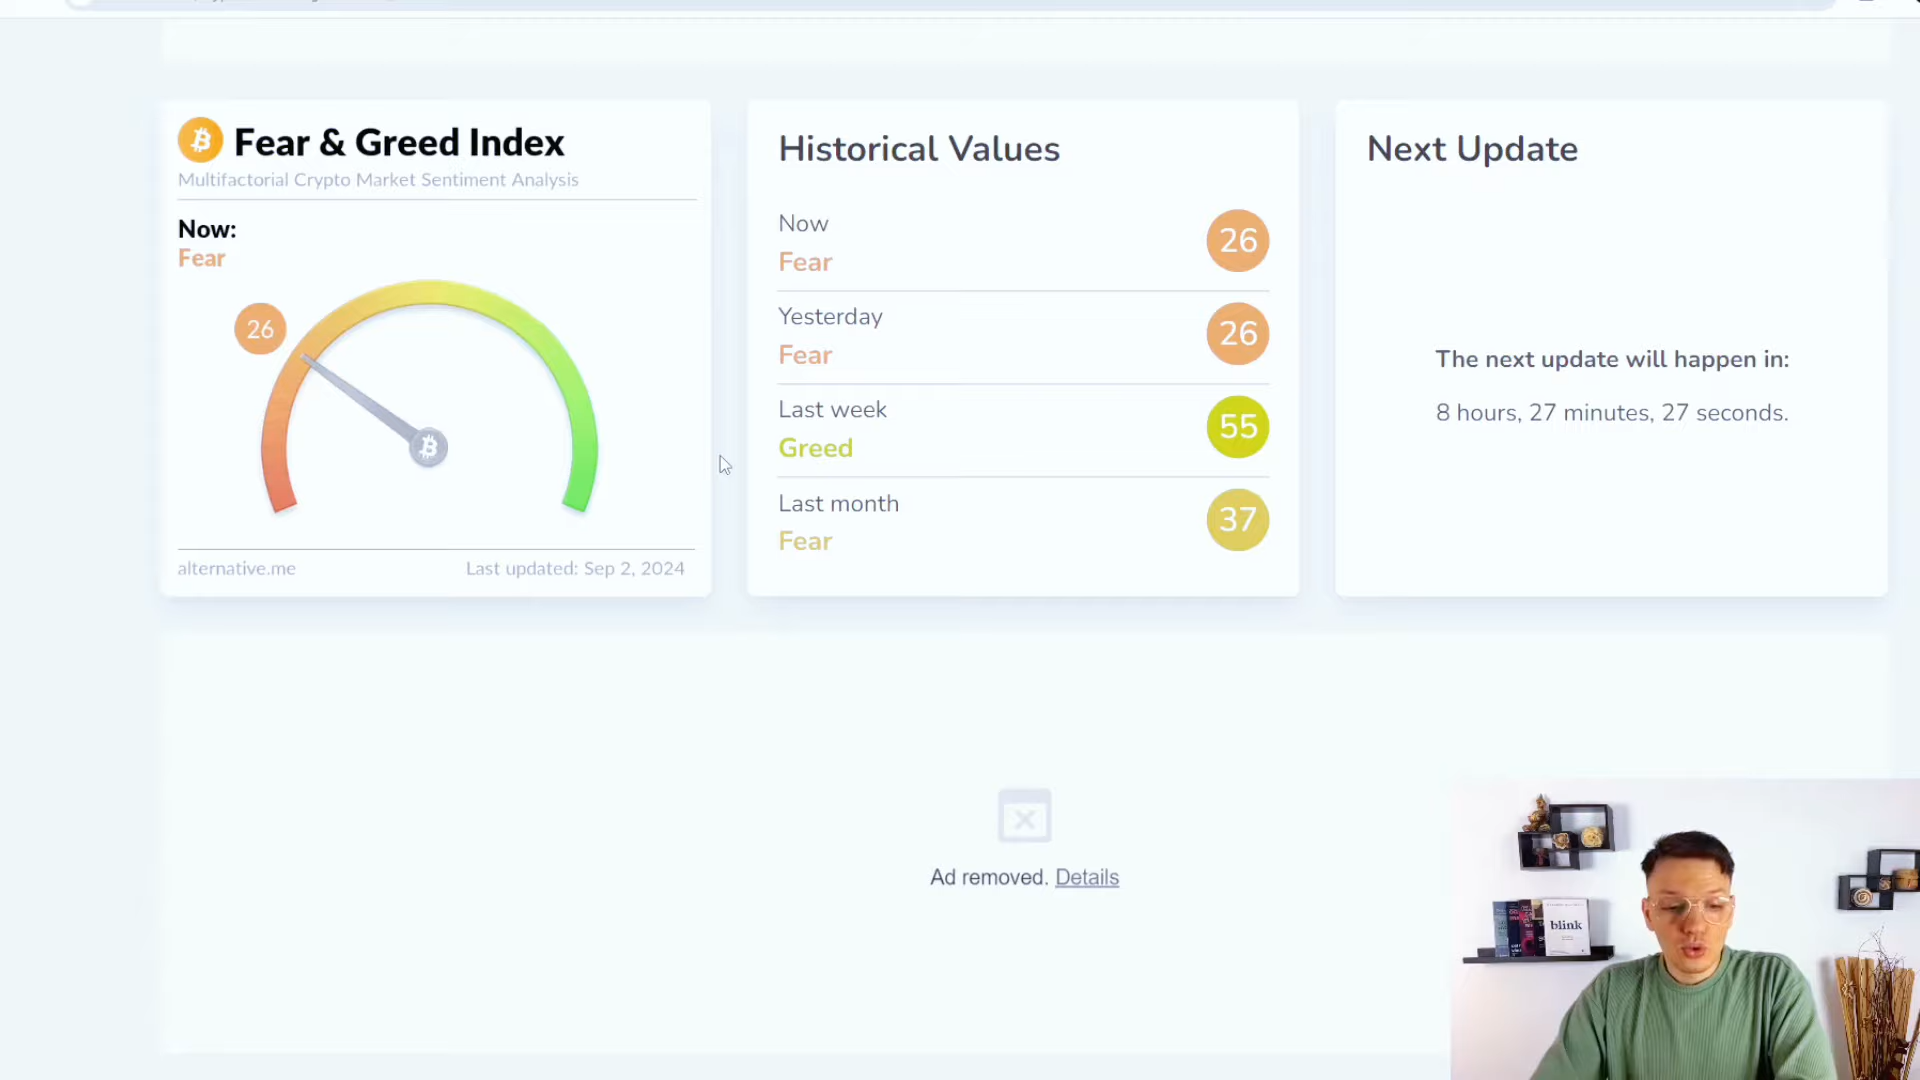 Fear & Greed Index
Multifactorial Crypto Market Sentiment Analysis
Now:
Fear
26
alternative.me
Last updated: Sep 2, 2024
Historical Values
Now
Fear
26
Yesterday
Fear
26
Last week
Greed
55
Last month
Fear
37
Next Update
The next update will happen in:
8 hours, 27 minutes, 27 seconds.
Ad removed. Details
blink